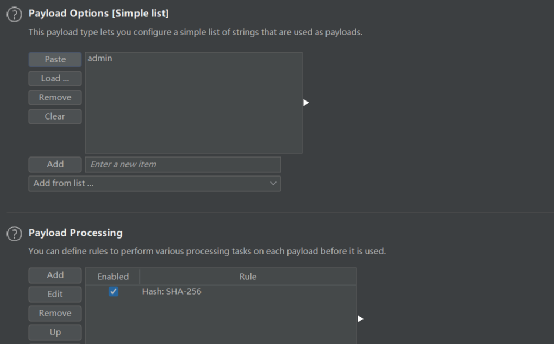 Payload Options [Simple list]
This payload type lets you configure a simple list of strings that are used as payloads.
Paste
admin
Load ...
Remove
Clear
Add
Enter a new item
Add from list ...
Payload Processing
You can define rules to perform various processing tasks on each payload before it is used.
Add
Enabled
Rule
Edit
Hash: SHA-256
Remove
Up